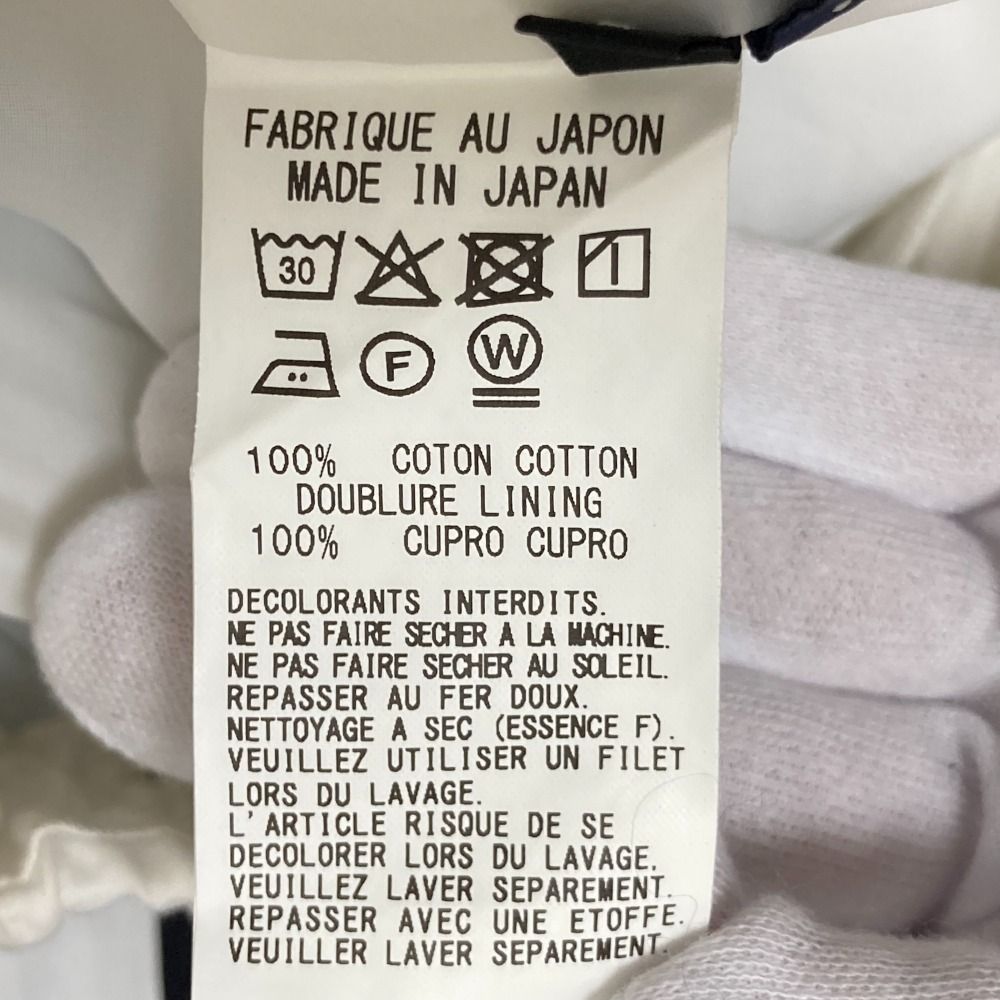 FABRIQUE AU JAPON
MADE IN JAPAN
30
F W
100% COTON COTTON
DOUBLURE LINING
100% CUPRO CUPRO
DECOLORANTS INTERDITS.
NE PAS FAIRE SECHER A LA MACHINE.
NE PAS FAIRE SECHER AU SOLEIL.
REPASSER AU FER DOUX.
NETTOYAGE A SEC (ESSENCE F).
VEUILLEZ UTILISER UN FILET
LORS DU LAVAGE.
L'ARTICLE RISQUE DE SE
DECOLORER LORS DU LAVAGE.
VEUILLEZ LAVER SEPAREMENT.
REPASSER AVEC UNE ETOFFE.
VEUILLER LAVER SEPAREMENT.